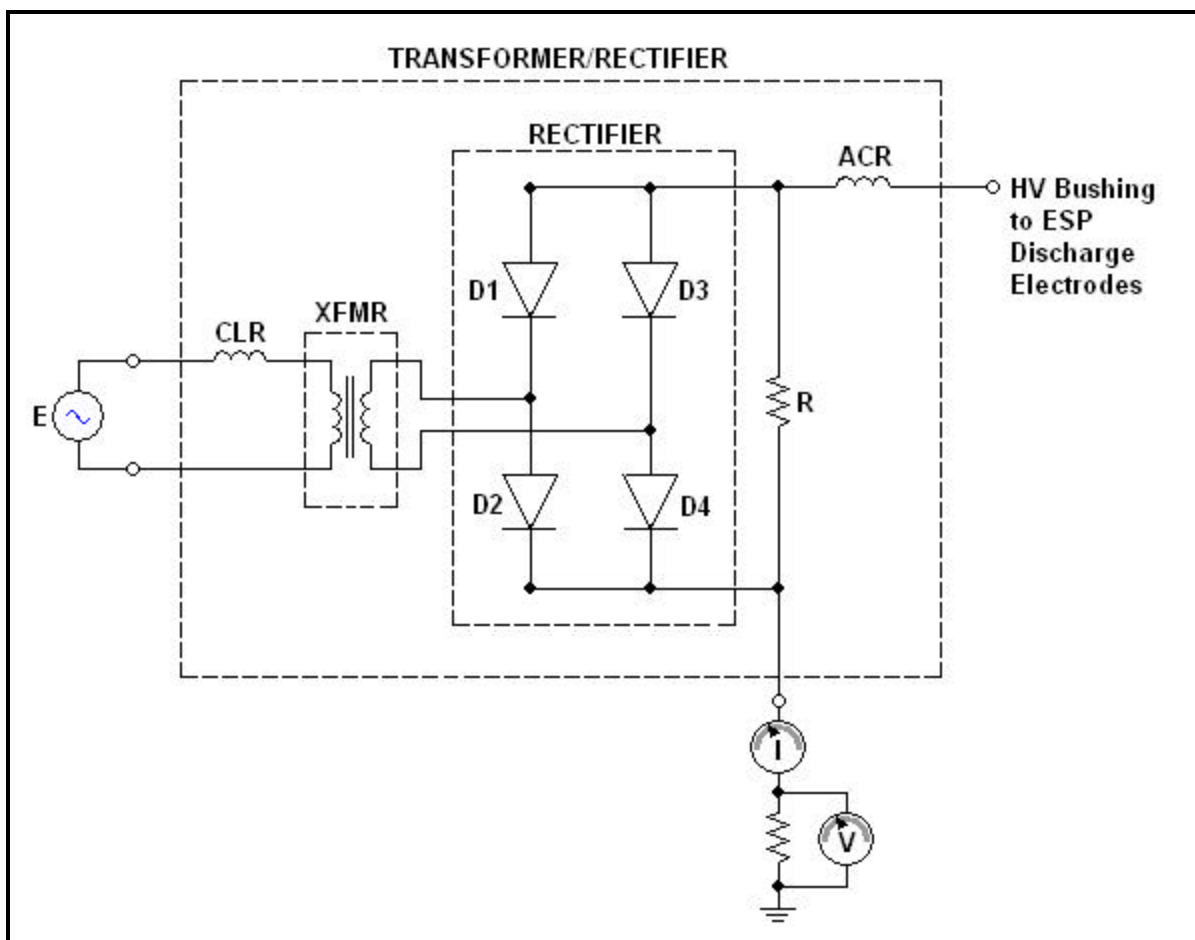 TRANSFORMER/RECTIFIER
RECTIFIER
ACR
HV Bushing
to ESP
Discharge
Electrodes
D1
D3
XFMR
CLR
R
E
D2
D4
I
V